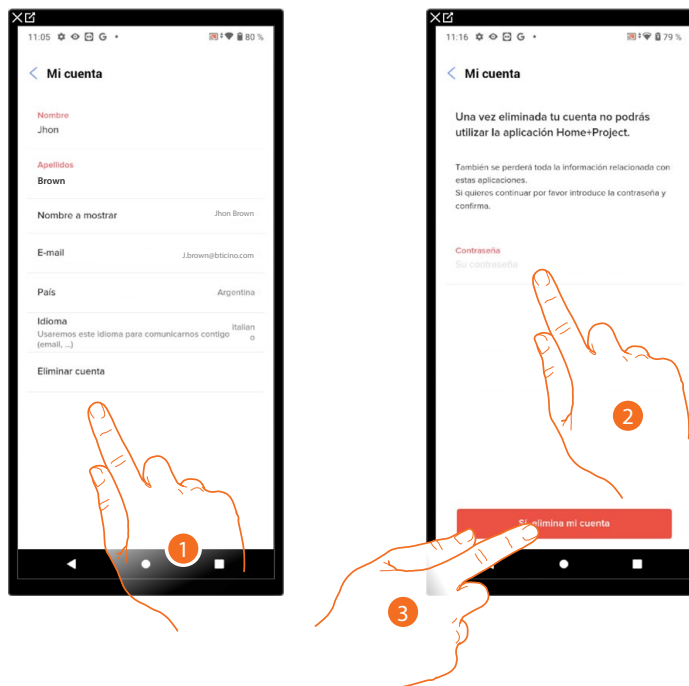 11:05 G
80 %
Mi cuenta
Nombre
Jhon
Apellidos
Brown
Nombre a mostrar
Jhon Brown
E-mail
J.brown@bticino.com
País
Argentina
Idioma
Usaremos este idioma para comunicarnos contigo
(email, ...)
italian
o
Eliminar cuenta
1
11:16 G
79 %
Mi cuenta
Una vez eliminada tu cuenta no podrás
utilizar la aplicación Home+Project.
También se perderá toda la información relacionada con
estas aplicaciones.
Si quieres continuar por favor introduce la contraseña y
confirma.
Contraseña
Su contraseña
2
elimina mi cuenta
3